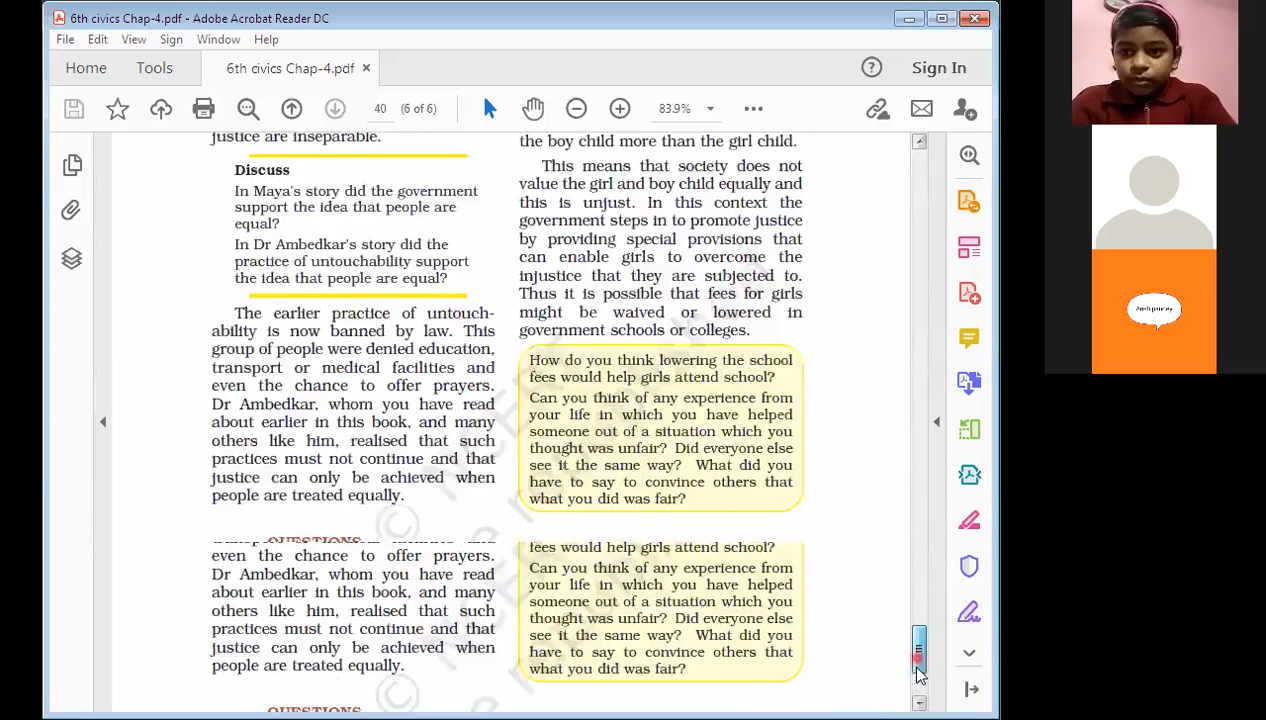 6th civics Chap-4.pdf - Adobe Acrobat Reader DC
File Edit View Sign Window Help
Home Tools 6th civics Chap-4.pdf × Sign In
40 (6 of 6) 83.9%
justice are inseparable.
Discuss
In Maya's story did the government
support the idea that people are
equal?
In Dr Ambedkar's story did the
practice of untouchability support
the idea that people are equal?
The earlier practice of untouch-
ability is now banned by law. This
group of people were denied education,
transport or medical facilities and
even the chance to offer prayers.
Dr Ambedkar, whom you have read
about earlier in this book, and many
others like him, realised that such
practices must not continue and that
justice can only be achieved when
people are treated equally.
QUESTIONS
even the chance to offer prayers.
Dr Ambedkar, whom you have read
about earlier in this book, and many
others like him, realised that such
practices must not continue and that
justice can only be achieved when
people are treated equally.
QUESTIONS
the boy child more than the girl child.
This means that society does not
value the girl and boy child equally and
this is unjust. In this context the
government steps in to promote justice
by providing special provisions that
can enable girls to overcome the
injustice that they are subjected to.
Thus it is possible that fees for girls
might be waived or lowered in
government schools or colleges.
How do you think lowering the school
fees would help girls attend school?
Can you think of any experience from
your life in which you have helped
someone out of a situation which you
thought was unfair? Did everyone else
see it the same way? What did you
have to say to convince others that
what you did was fair?
fees would help girls attend school?
Can you think of any experience from
your life in which you have helped
someone out of a situation which you
thought was unfair? Did everyone else
see it the same way? What did you
have to say to convince others that
what you did was fair?